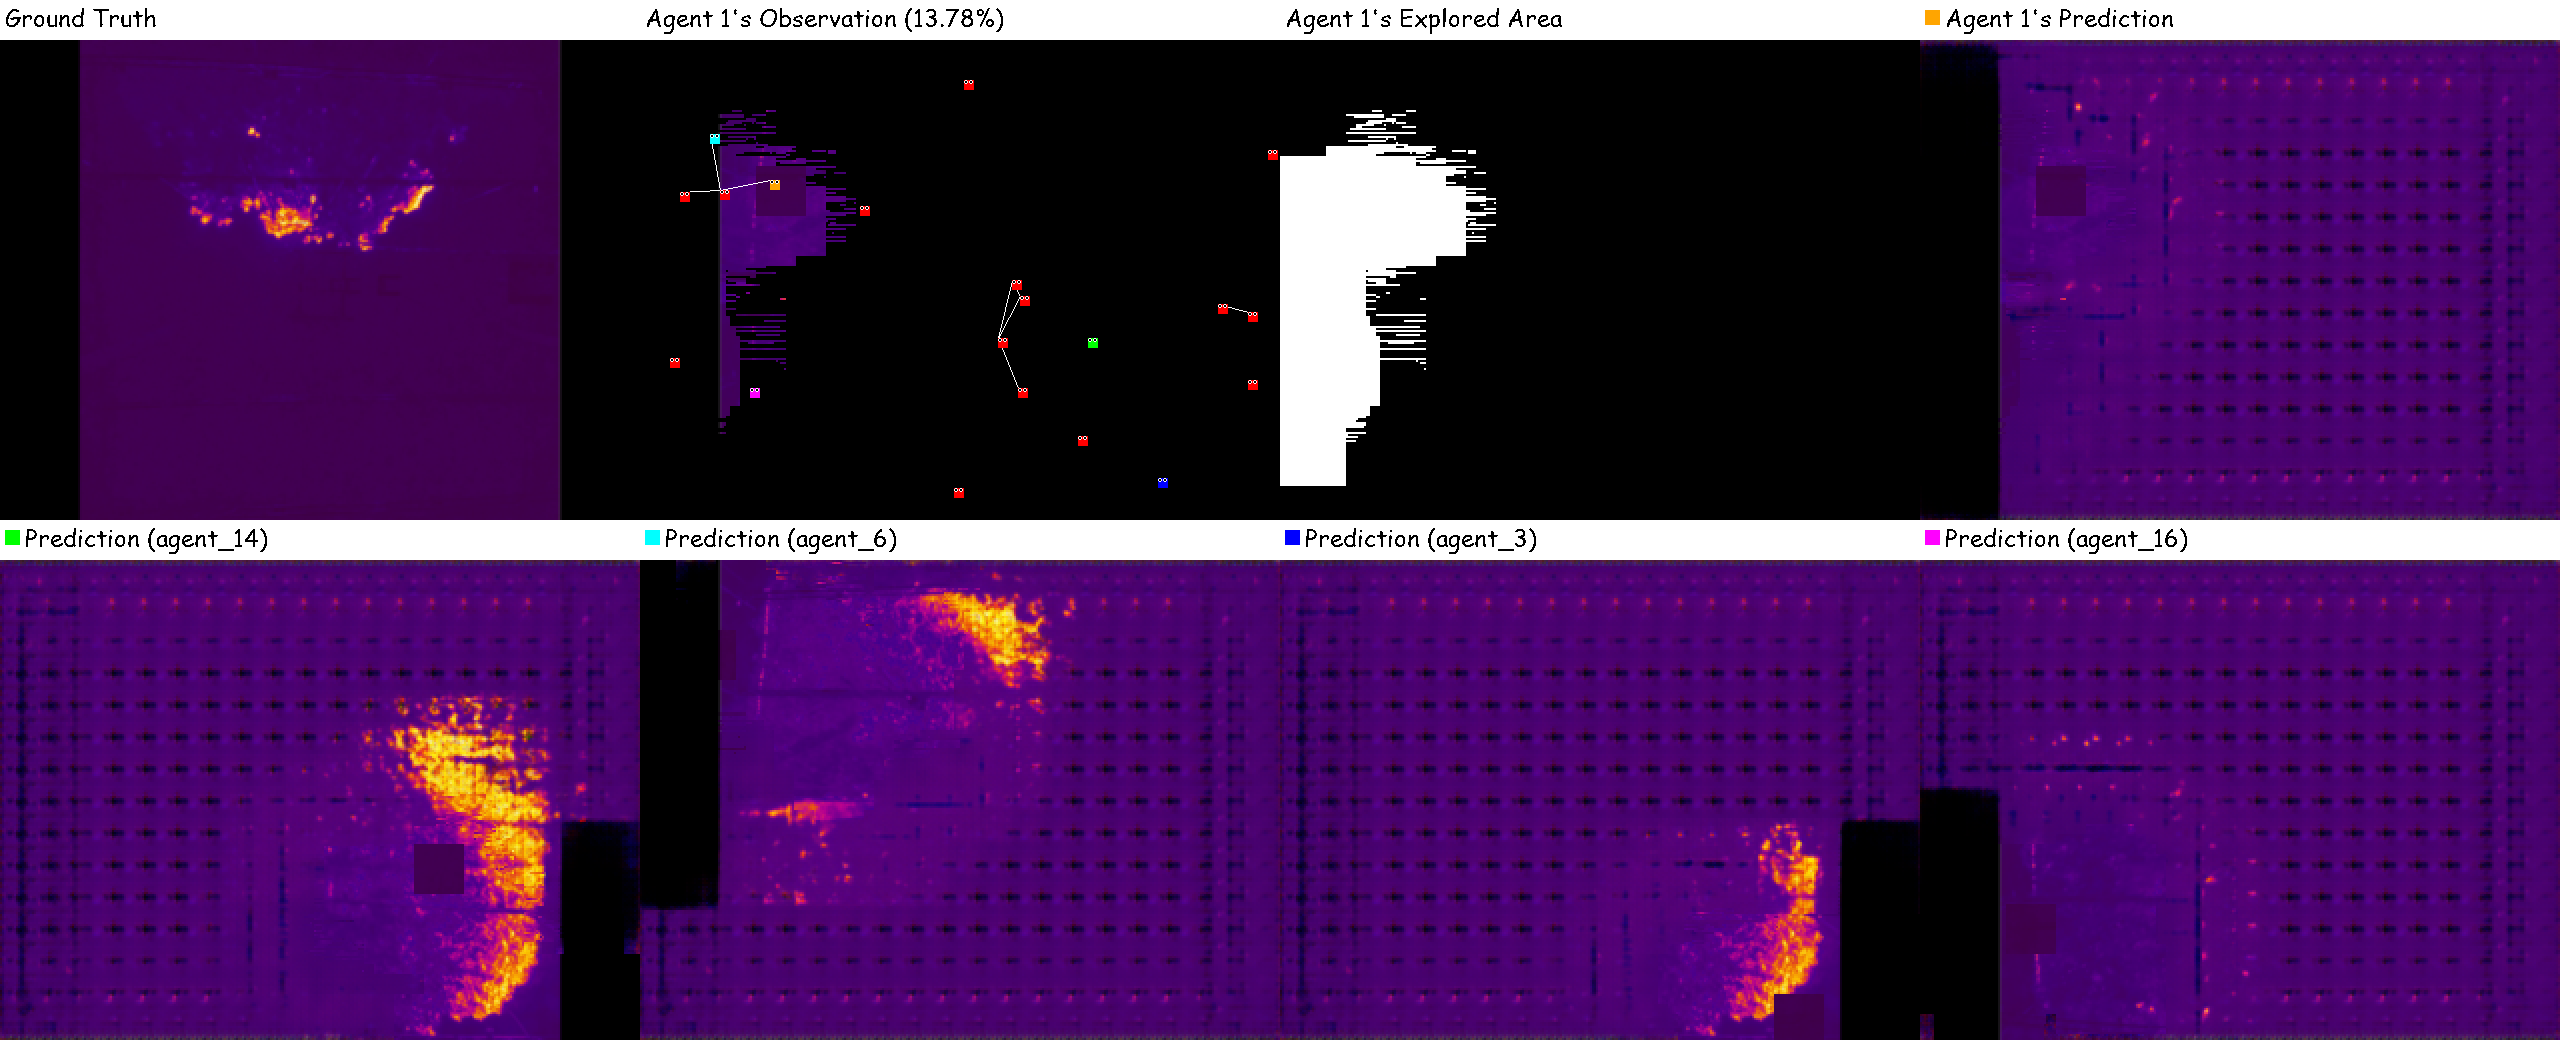 Ground Truth
Agent 1's Observation (13.78%)
Agent 1's Explored Area
Agent 1's Prediction
Prediction (agent_14)
Prediction (agent_6)
Prediction (agent_3)
Prediction (agent_16)